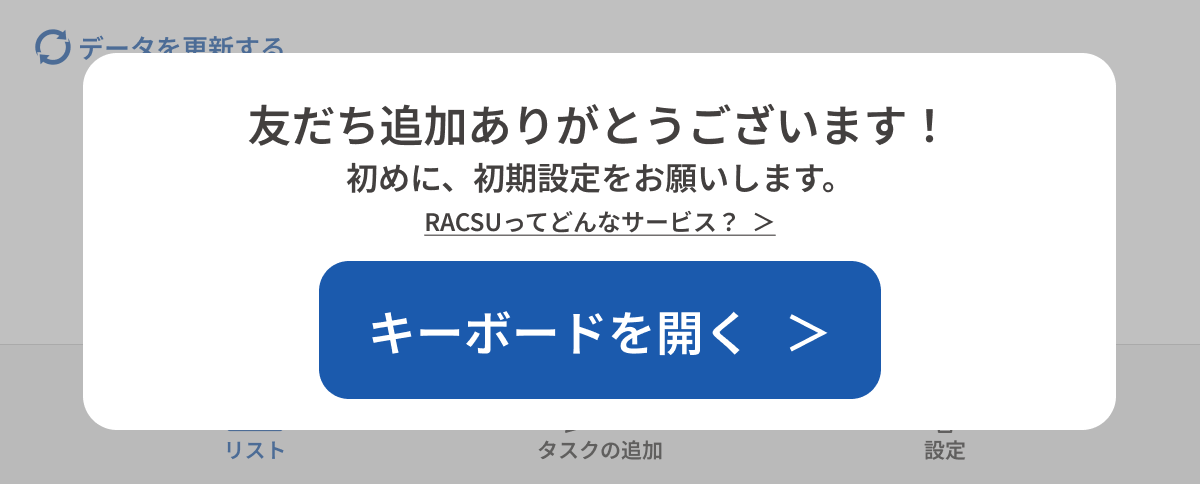 データを更新する
友だち追加ありがとうございます！
初めに、初期設定をお願いします。
RACSUってどんなサービス？ ＞
キーボードを開く ＞
リスト
タスクの追加
設定